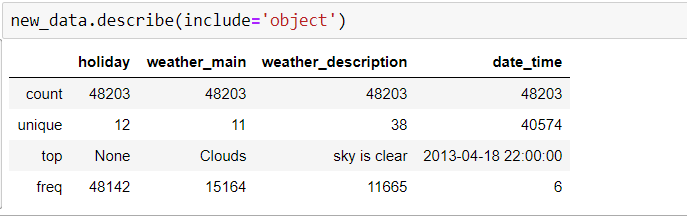 new_data.describe(include='object')
holiday weather_main weather_description date_time
count 48203 48203 48203 48203
unique 12 11 38 40574
top None Clouds sky is clear 2013-04-18 22:00:00
freq 48142 15164 11665 6